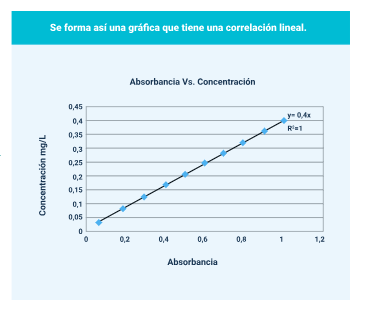 Se forma así una gráfica que tiene una correlación lineal.
Absorbancia Vs. Concentración
Concentración mg/L
0,45
0,4
0,35
0,3
0,25
0,2
0,15
0,1
0,05
0
y= 0,4x
R²=1
0 0,2 0,4 0,6 0,8 1 1,2
Absorbancia